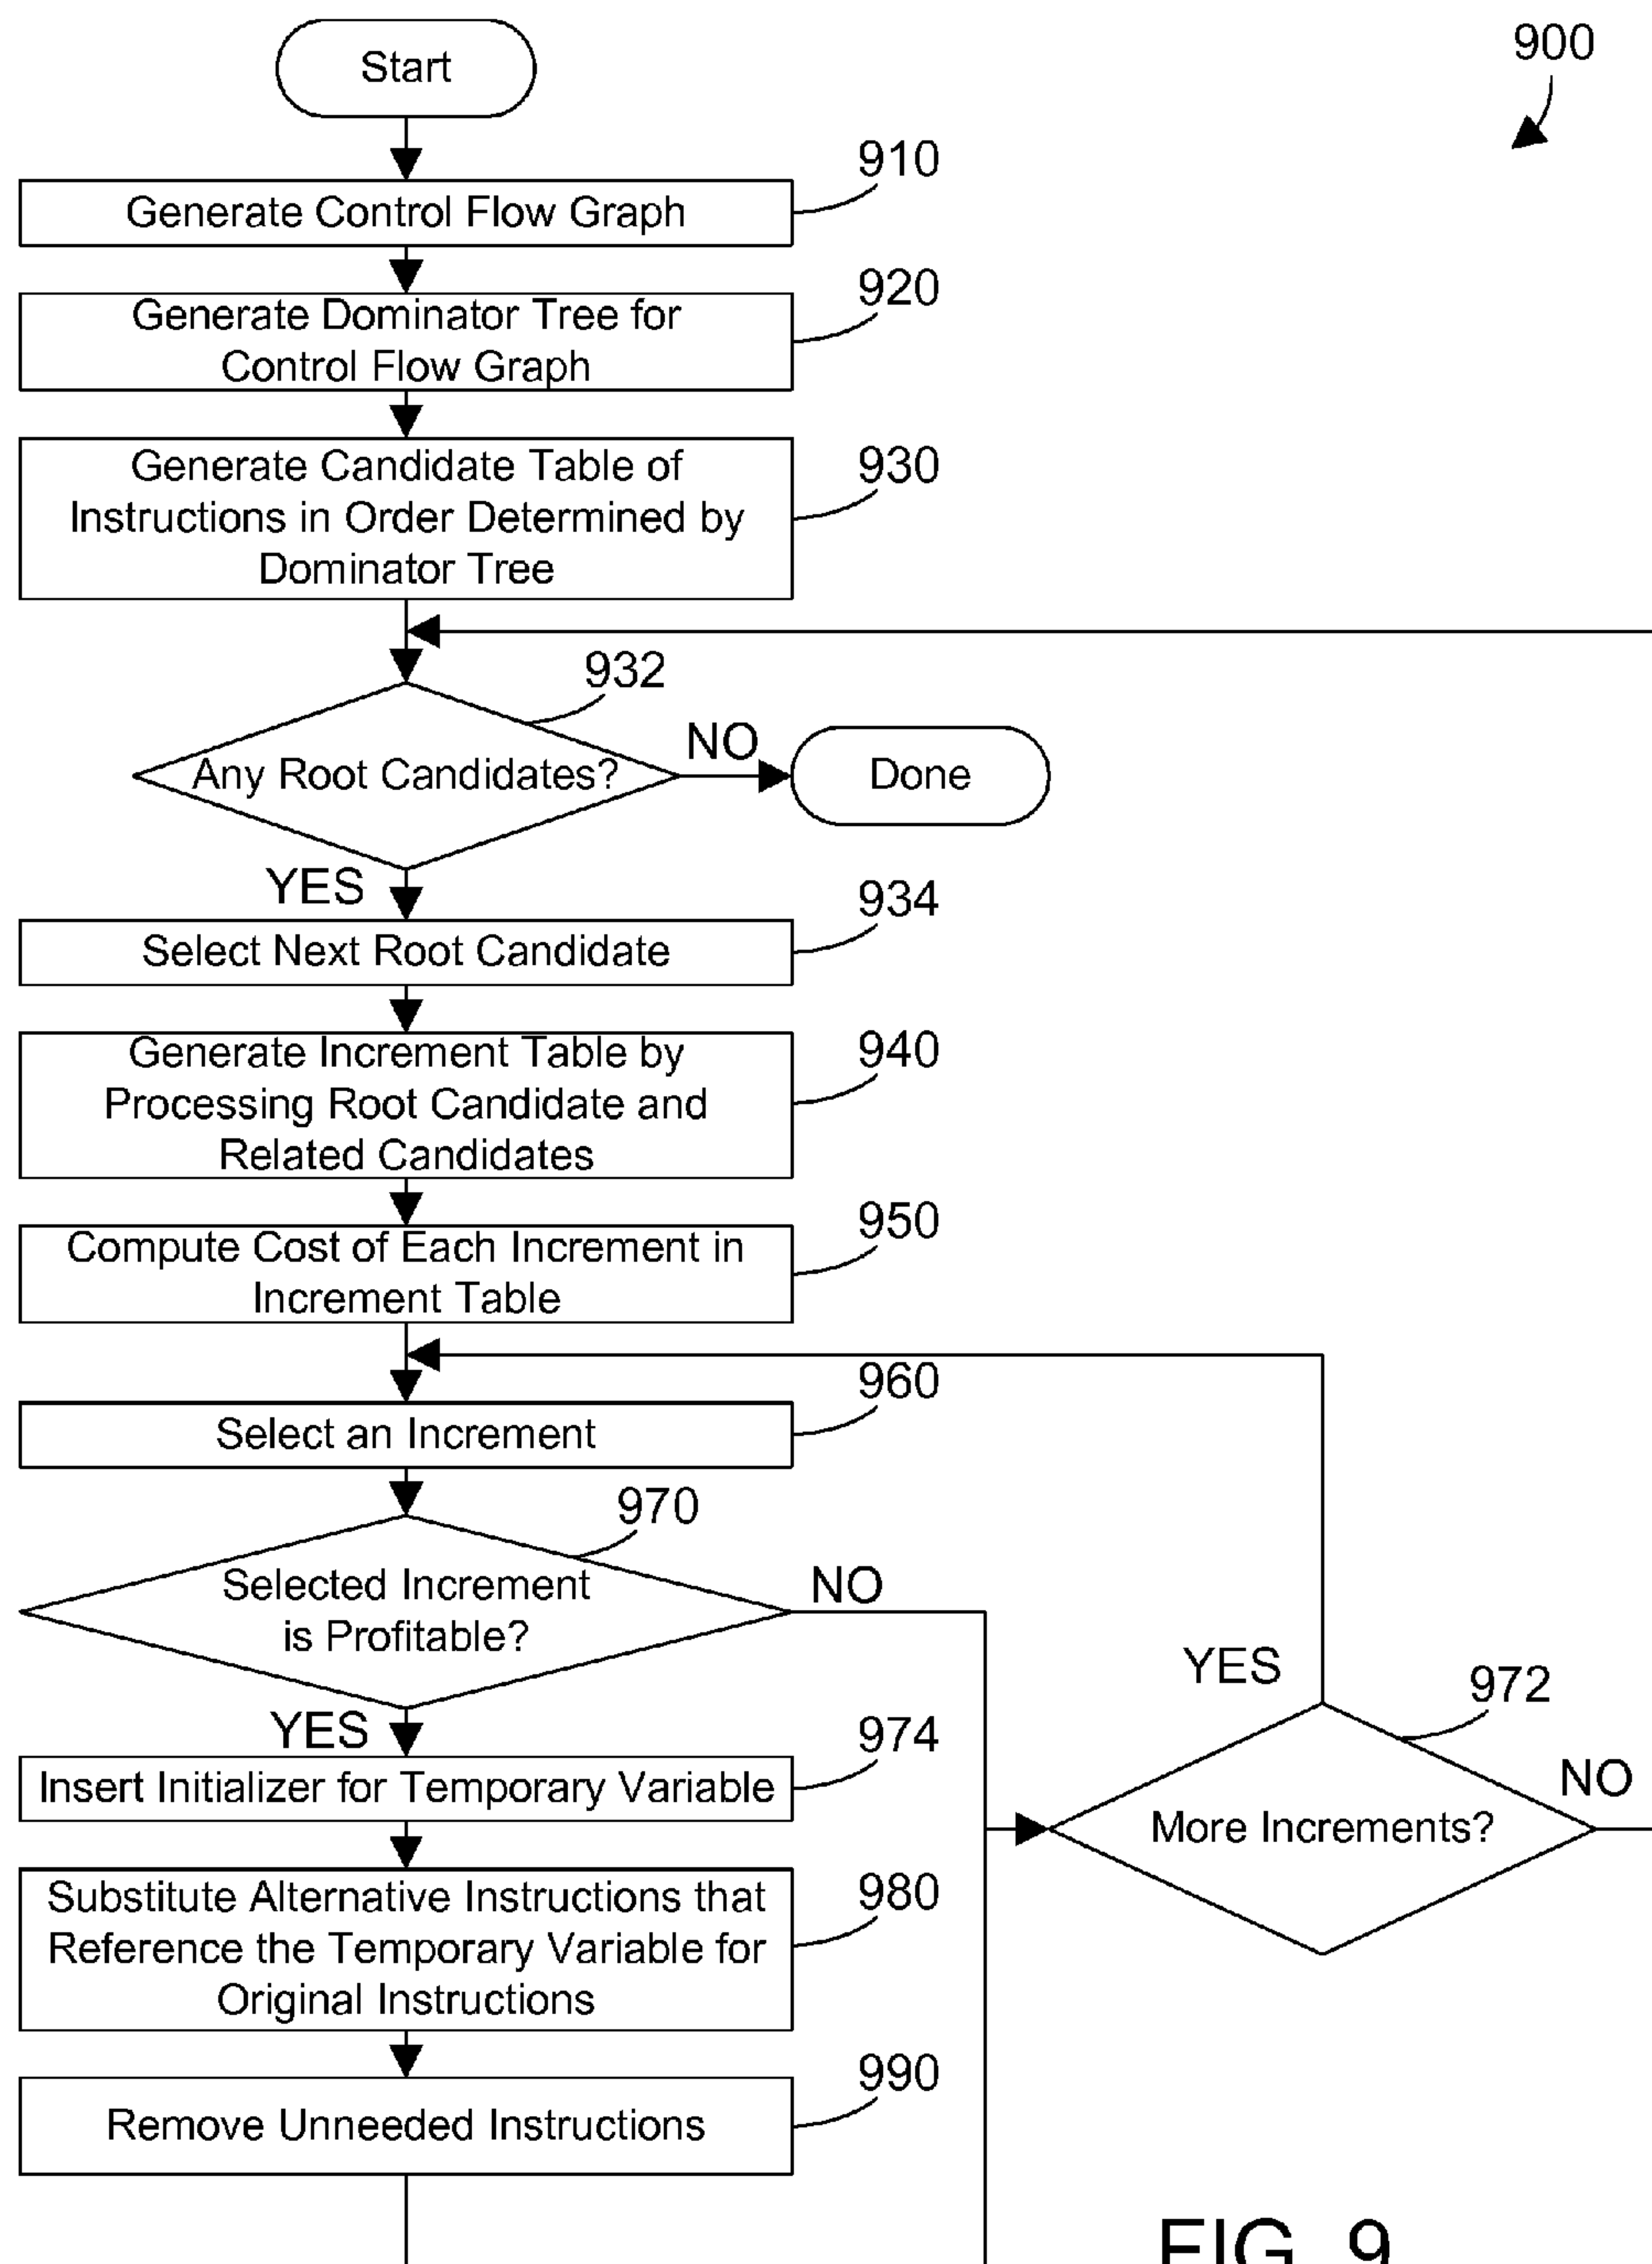 Start
900
910
Generate Control Flow Graph
920
Generate Dominator Tree for
Control Flow Graph
930
Generate Candidate Table of
Instructions in Order Determined by
Dominator Tree
932
Any Root Candidates?
NO
Done
YES
934
Select Next Root Candidate
940
Generate Increment Table by
Processing Root Candidate and
Related Candidates
950
Compute Cost of Each Increment in
Increment Table
960
Select an Increment
970
Selected Increment
is Profitable?
NO
YES
972
More Increments?
NO
YES
974
Insert Initializer for Temporary Variable
980
Substitute Alternative Instructions that
Reference the Temporary Variable for
Original Instructions
990
Remove Unneeded Instructions
FIG. 9